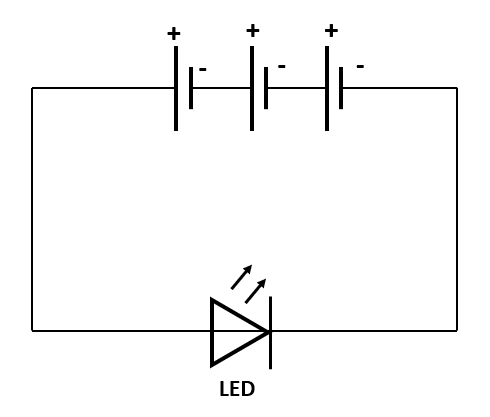 + - + - + -
LED